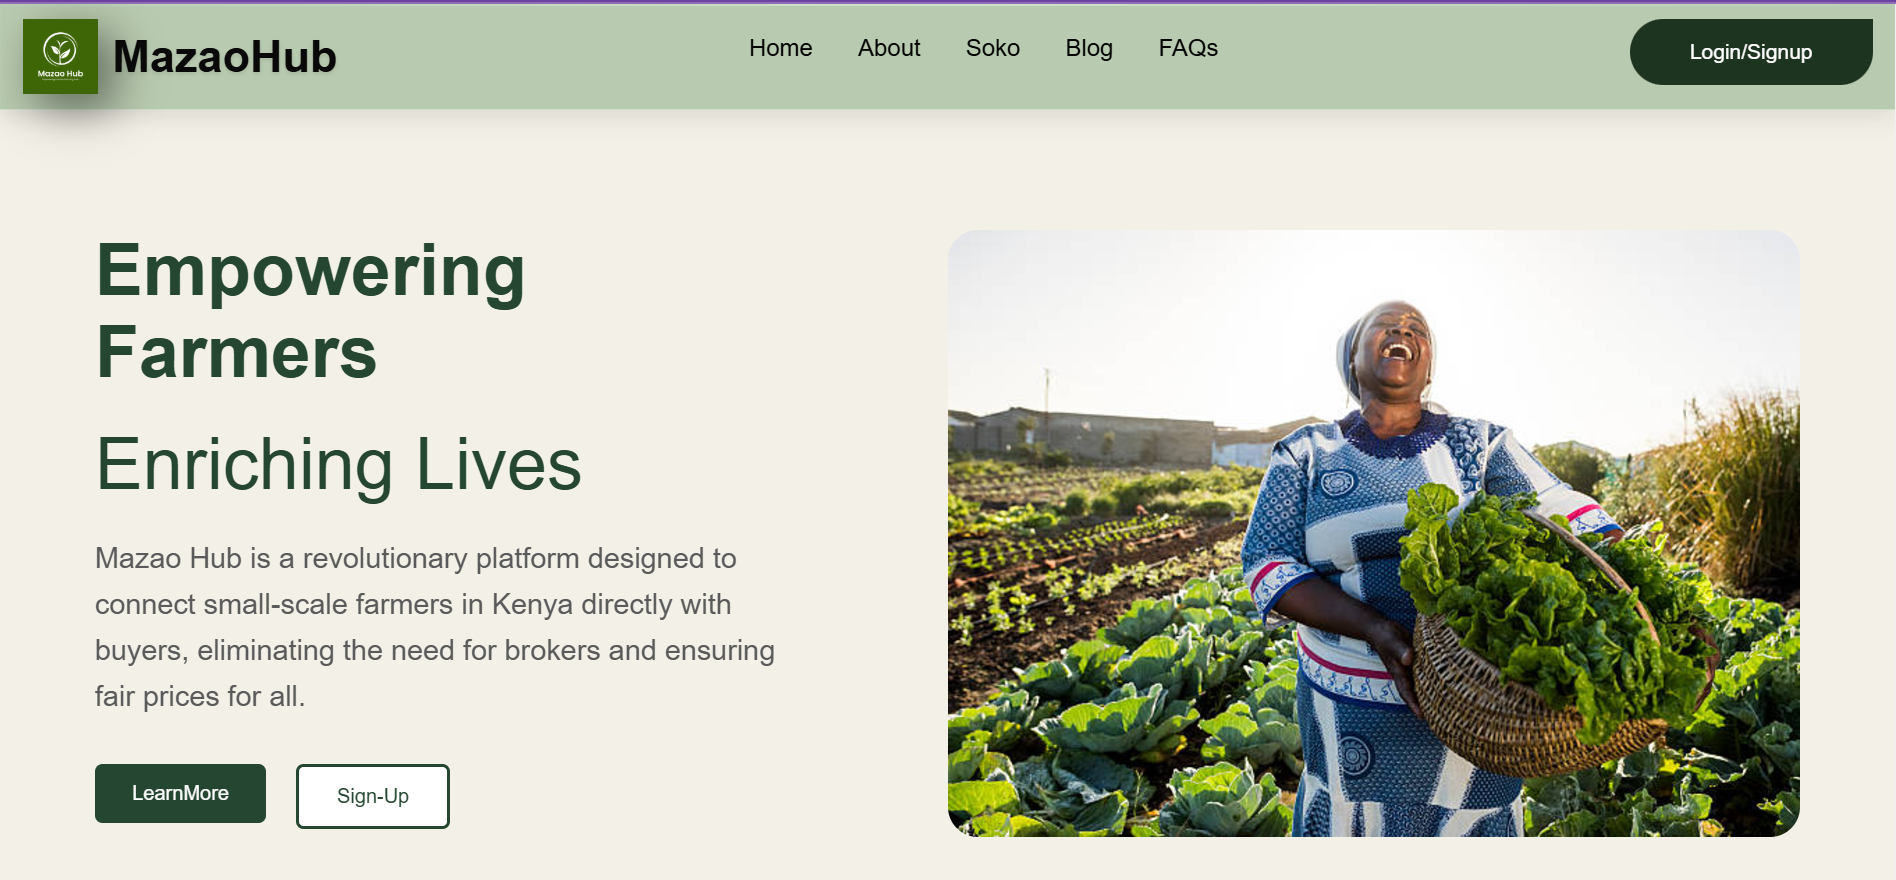 Mazao Hub
MazaoHub
Home
About
Soko
Blog
FAQs
Login/Signup
Empowering
Farmers
Enriching Lives
Mazao Hub is a revolutionary platform designed to
connect small-scale farmers in Kenya directly with
buyers, eliminating the need for brokers and ensuring
fair prices for all.
LearnMore
Sign-Up